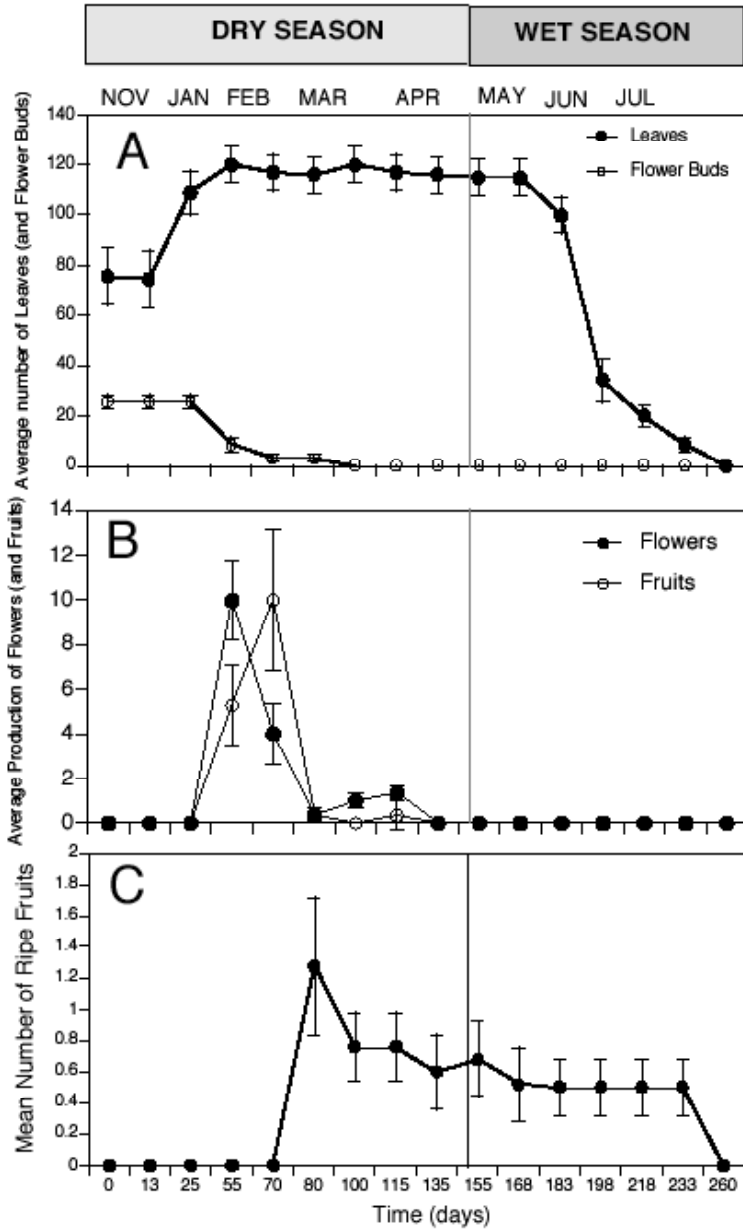 DRY SEASON WET SEASON
NOV JAN FEB MAR APR MAY JUN JUL
Average number of Leaves (and Flower Buds)
140
120
100
80
60
40
20
0
A
Leaves
Flower Buds
Average Production of Flowers (and Fruits)
14
12
10
8
6
4
2
0
B
Flowers
Fruits
Mean Number of Ripe Fruits
2
1.8
1.6
1.4
1.2
1
0.8
0.6
0.4
0.2
0
C
0 13 25 55 70 80 100 115 135 155 168 183 198 218 233 260
Time (days)